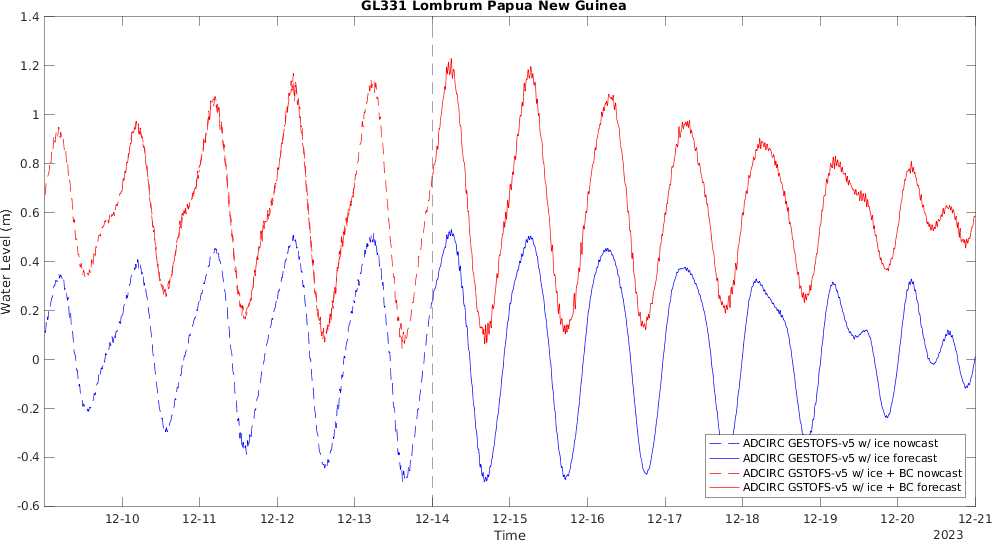 GL331 Lombrum Papua New Guinea
1.4
1.2
1
0.8
0.6
0.4
0.2
0
-0.2
-0.4
-0.6
Water Level (m)
ADCIRC GESTOFS-v5 w/ ice nowcast
ADCIRC GESTOFS-v5 w/ ice forecast
ADCIRC GSTOFS-v5 w/ ice + BC nowcast
ADCIRC GSTOFS-v5 w/ ice + BC forecast
12-10 12-11 12-12 12-13 12-14 12-15 12-16 12-17 12-18 12-19 12-20 12-21
Time
2023